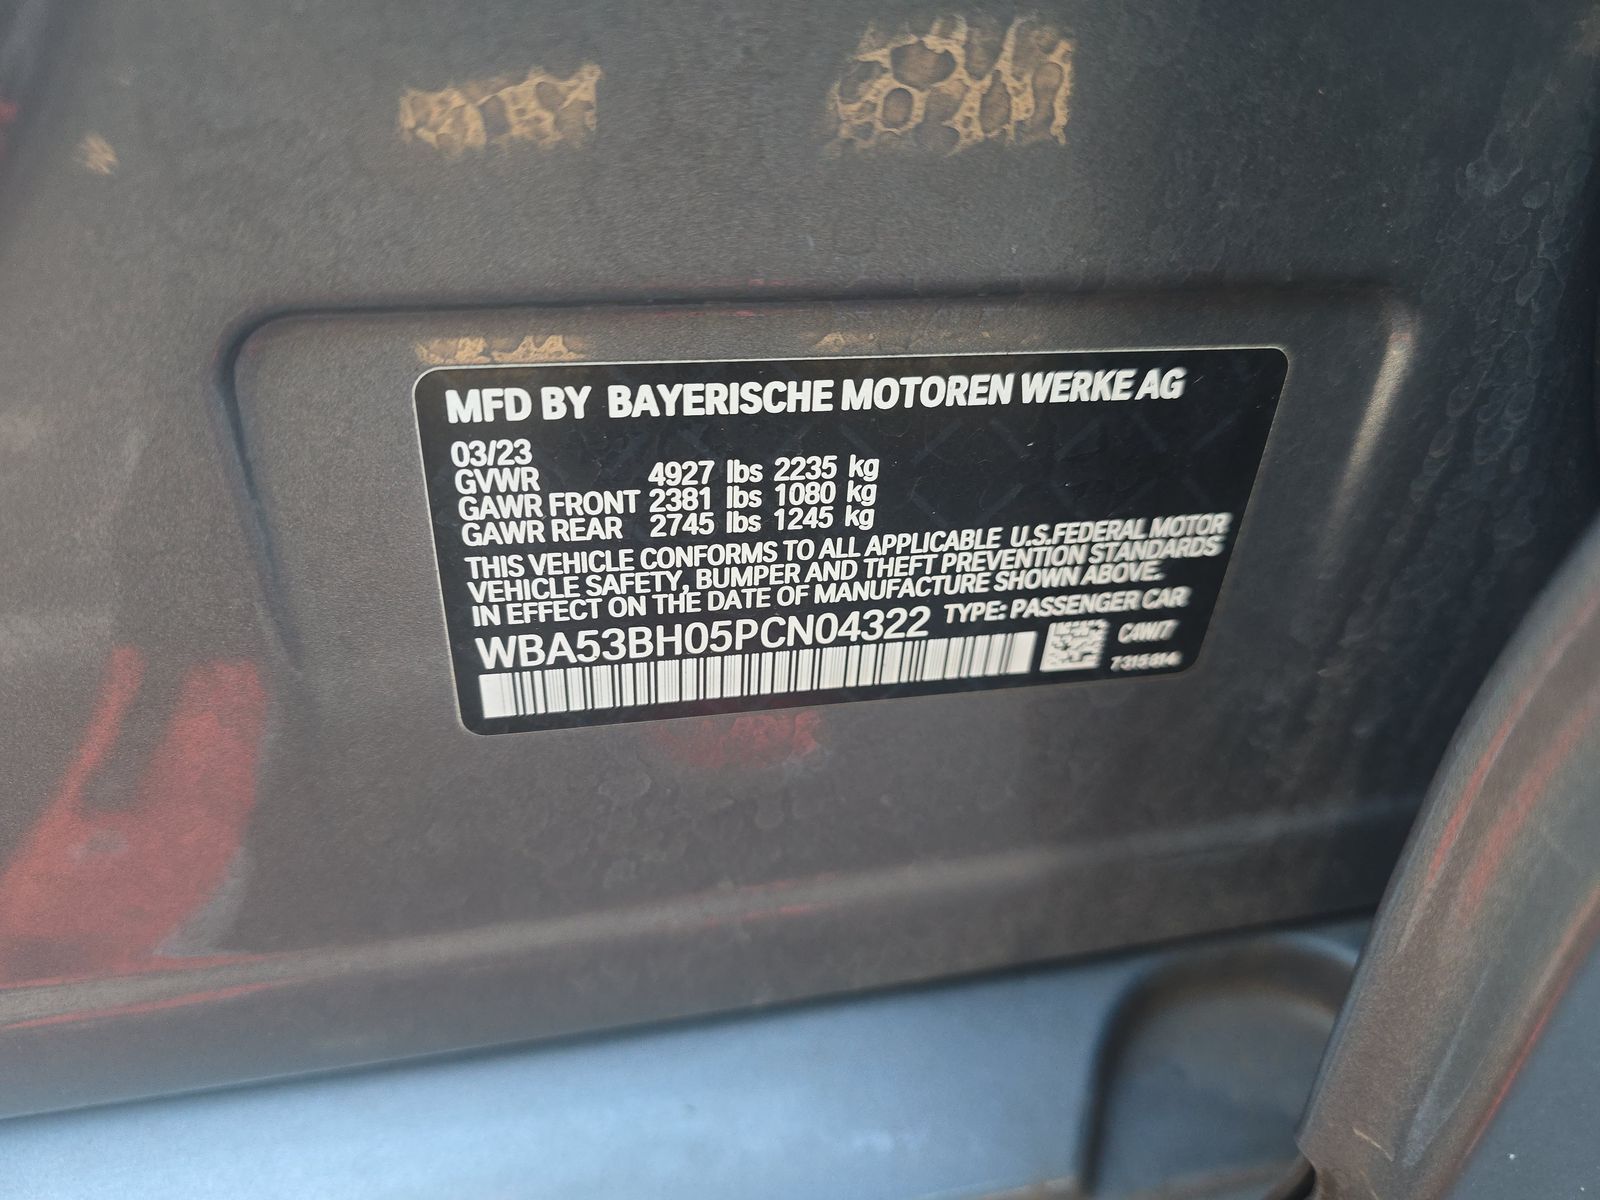 MFD BY BAYERISCHE MOTOREN WERKE AG
03/23
GVWR 4927 lbs 2235 kg
GAWR FRONT 2381 lbs 1080 kg
GAWR REAR 2745 lbs 1245 kg
THIS VEHICLE CONFORMS TO ALL APPLICABLE U.S.FEDERAL MOTOR
VEHICLE SAFETY, BUMPER AND THEFT PREVENTION STANDARDS
IN EFFECT ON THE DATE OF MANUFACTURE SHOWN ABOVE.
WBA53BH05PCN04322 TYPE: PASSENGER CAR